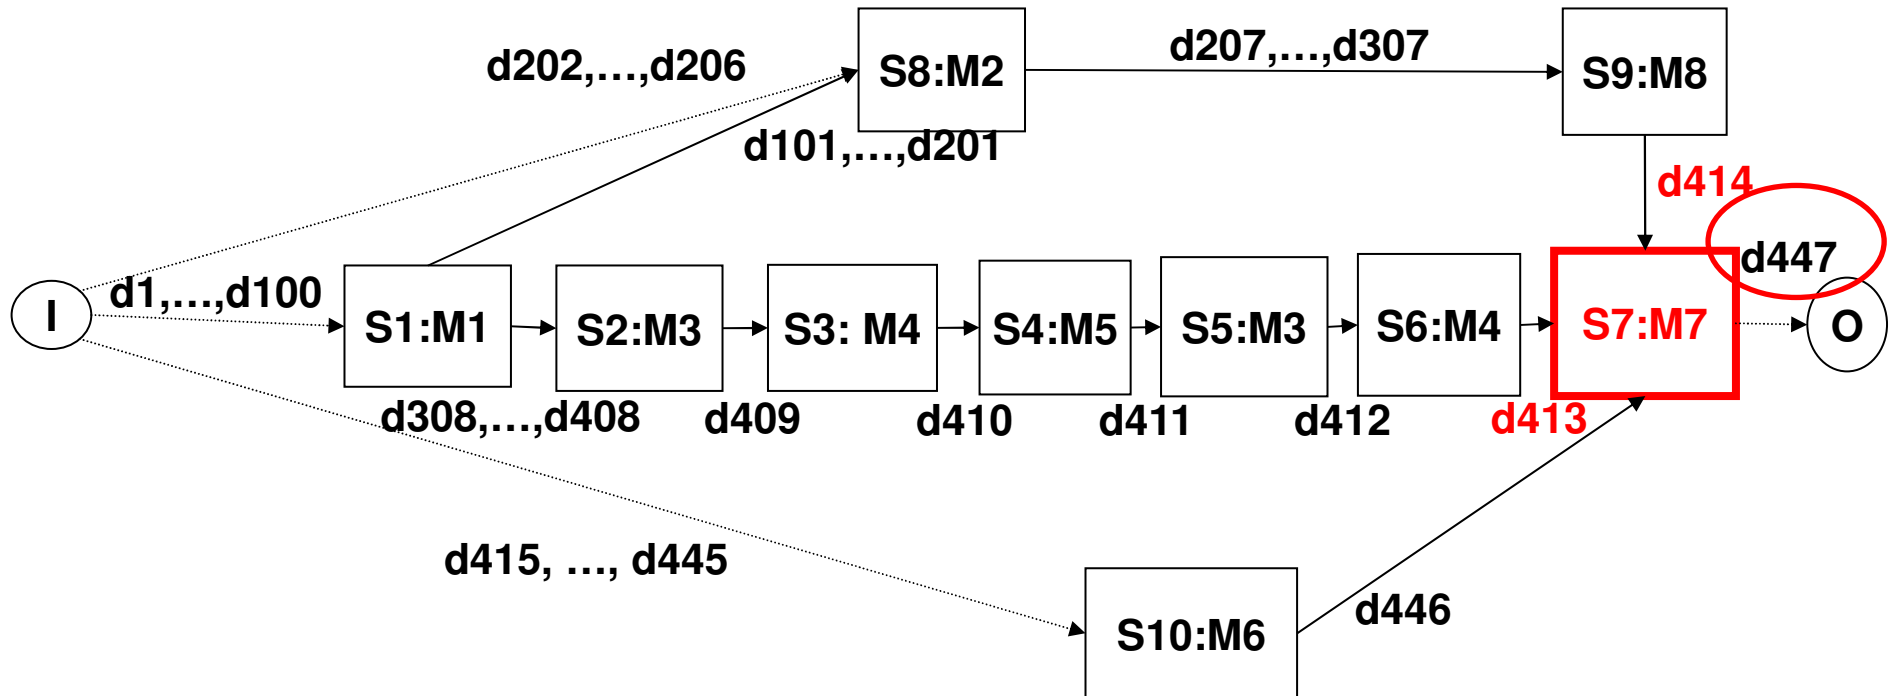 d202,...,d206
S8:M2
d207,...,d307
S9:M8
d101,...,d201
d414
d447
I
d1,...,d100
S1:M1
S2:M3
S3: M4
S4:M5
S5:M3
S6:M4
S7:M7
O
d308,...,d408
d409
d410
d411
d412
d413
d415, ..., d445
S10:M6
d446